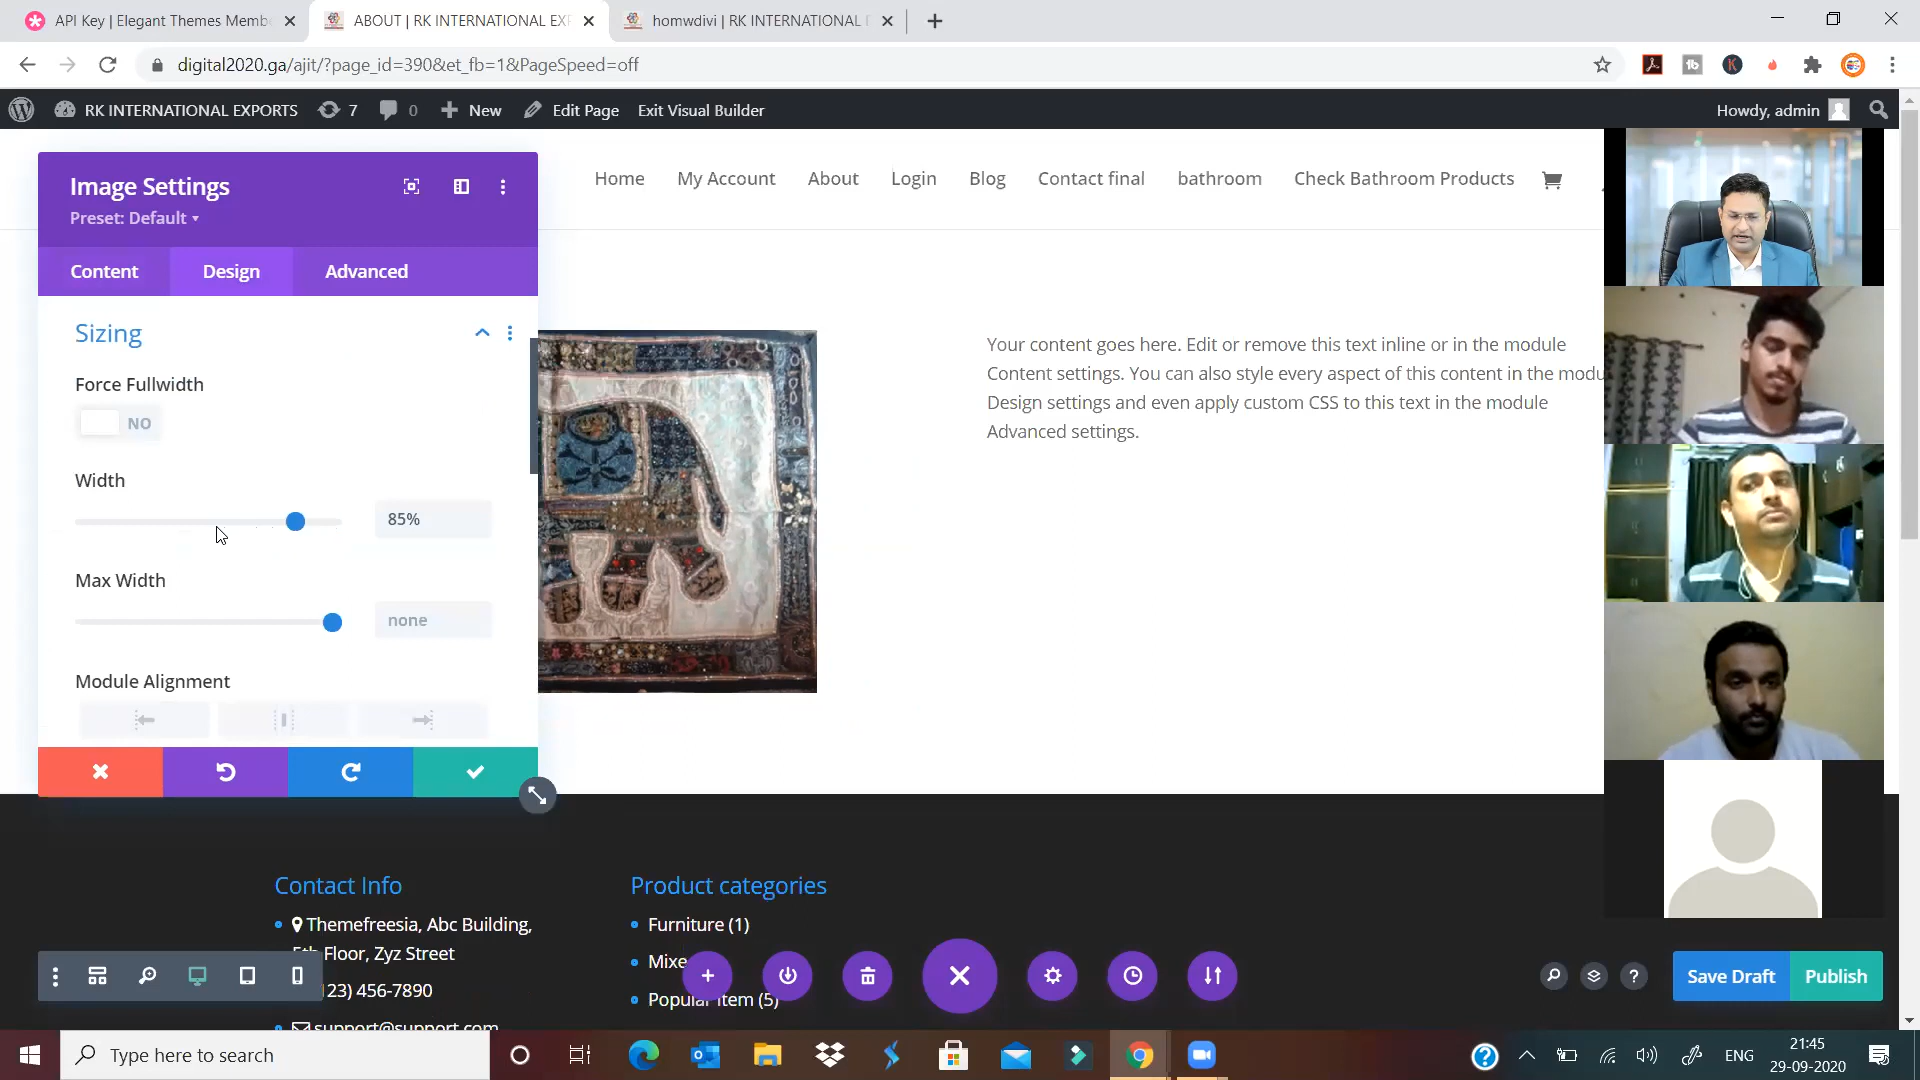 API Key | Elegant Themes Membe
ABOUT | RK INTERNATIONAL EXP
homwdivi | RK INTERNATIONAL E
digital2020.ga/ajit/?page_id=390&et_fb=1&PageSpeed=off
RK INTERNATIONAL EXPORTS
7
0
New
Edit Page
Exit Visual Builder
Howdy, admin
Image Settings
Preset: Default
Home
My Account
About
Login
Blog
Contact final
bathroom
Check Bathroom Products
Content
Design
Advanced
Sizing
Force Fullwidth
NO
Width
85%
Max Width
none
Module Alignment
Your content goes here. Edit or remove this text inline or in the module
Content settings. You can also style every aspect of this content in the modu
Design settings and even apply custom CSS to this text in the module
Advanced settings.
Contact Info
Themefreesia, Abc Building,
5th Floor, Zyz Street
23) 456-7890
support@support.com
Product categories
Furniture (1)
Mixe
Popular Item (5)
Save Draft
Publish
Type here to search
ENG
21:45
29-09-2020